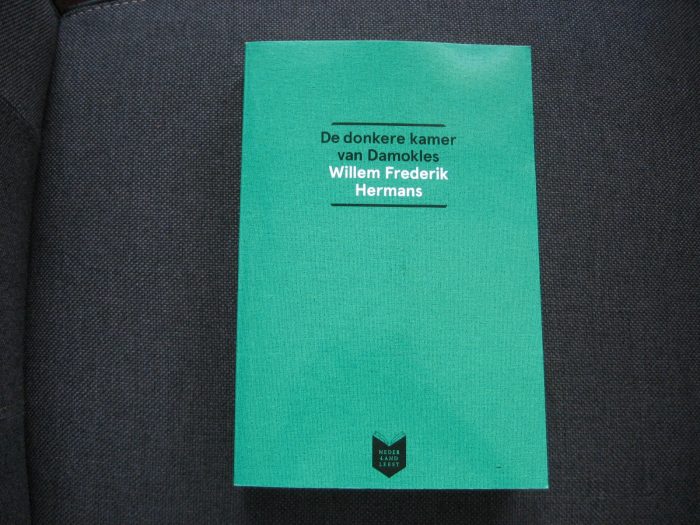 De donkere kamer
van Damokles
Willem Frederik
Hermans
NEDER
LAND
LEEST